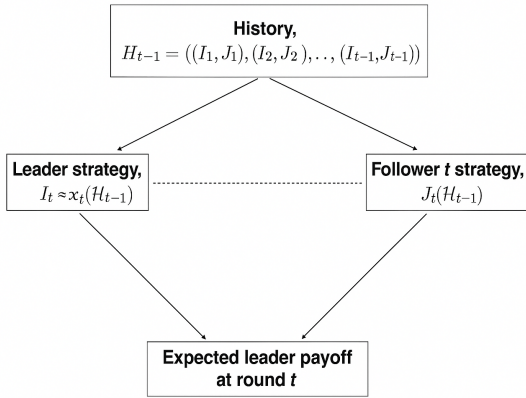 History,
H_{t−1} = ((I_1, J_1),(I_2, J_2 ),.., (I_{t−1},J_{t−1}))
Leader strategy,
I_t ≈ x_t(ℋ_{t−1})
Follower t strategy,
J_t(ℋ_{t−1})
Expected leader payoff
at round t